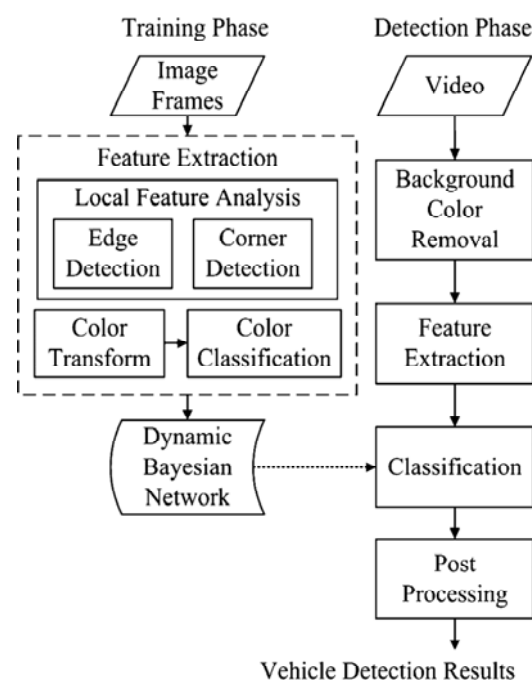 Training Phase
Image
Frames
Feature Extraction
Local Feature Analysis
Edge
Detection
Corner
Detection
Color
Transform
Color
Classification
Dynamic
Bayesian
Network
Detection Phase
Video
Background
Color
Removal
Feature
Extraction
Classification
Post
Processing
Vehicle Detection Results